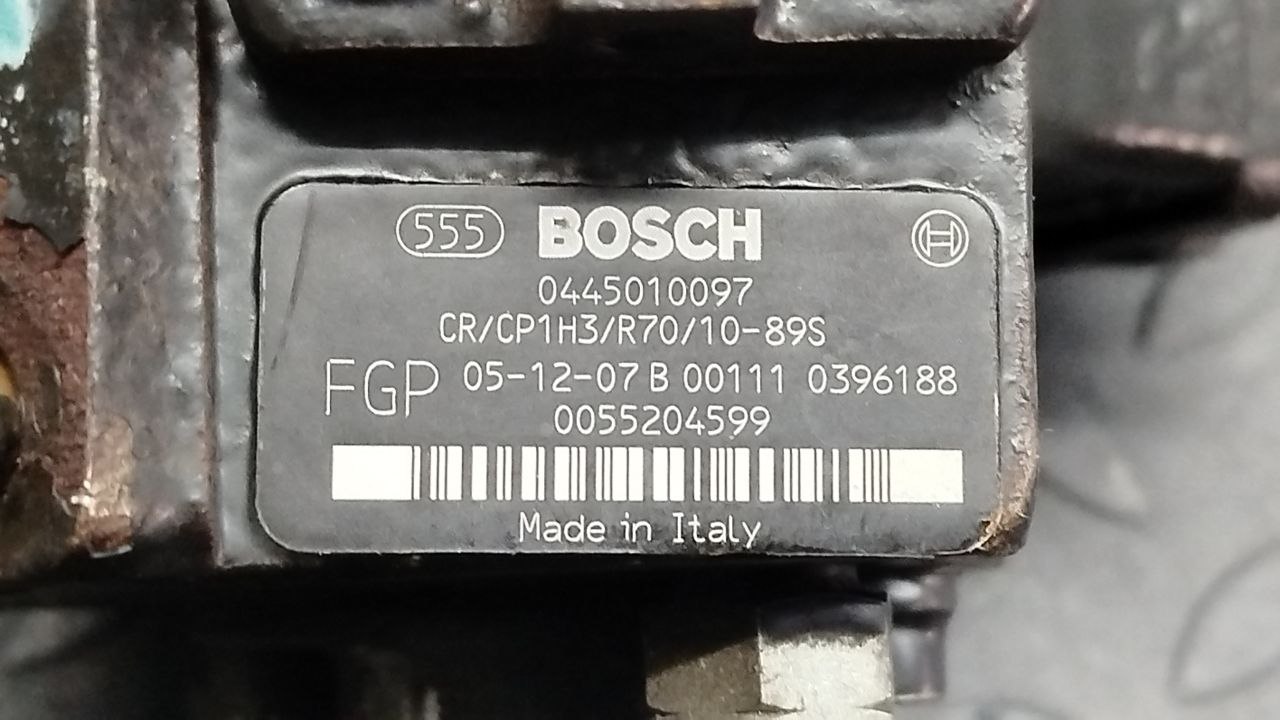 555 BOSCH
0445010097
CR/CP1H3/R70/10-89S
FGP 05-12-07 B 00111 0396188
0055204599
Made in Italy